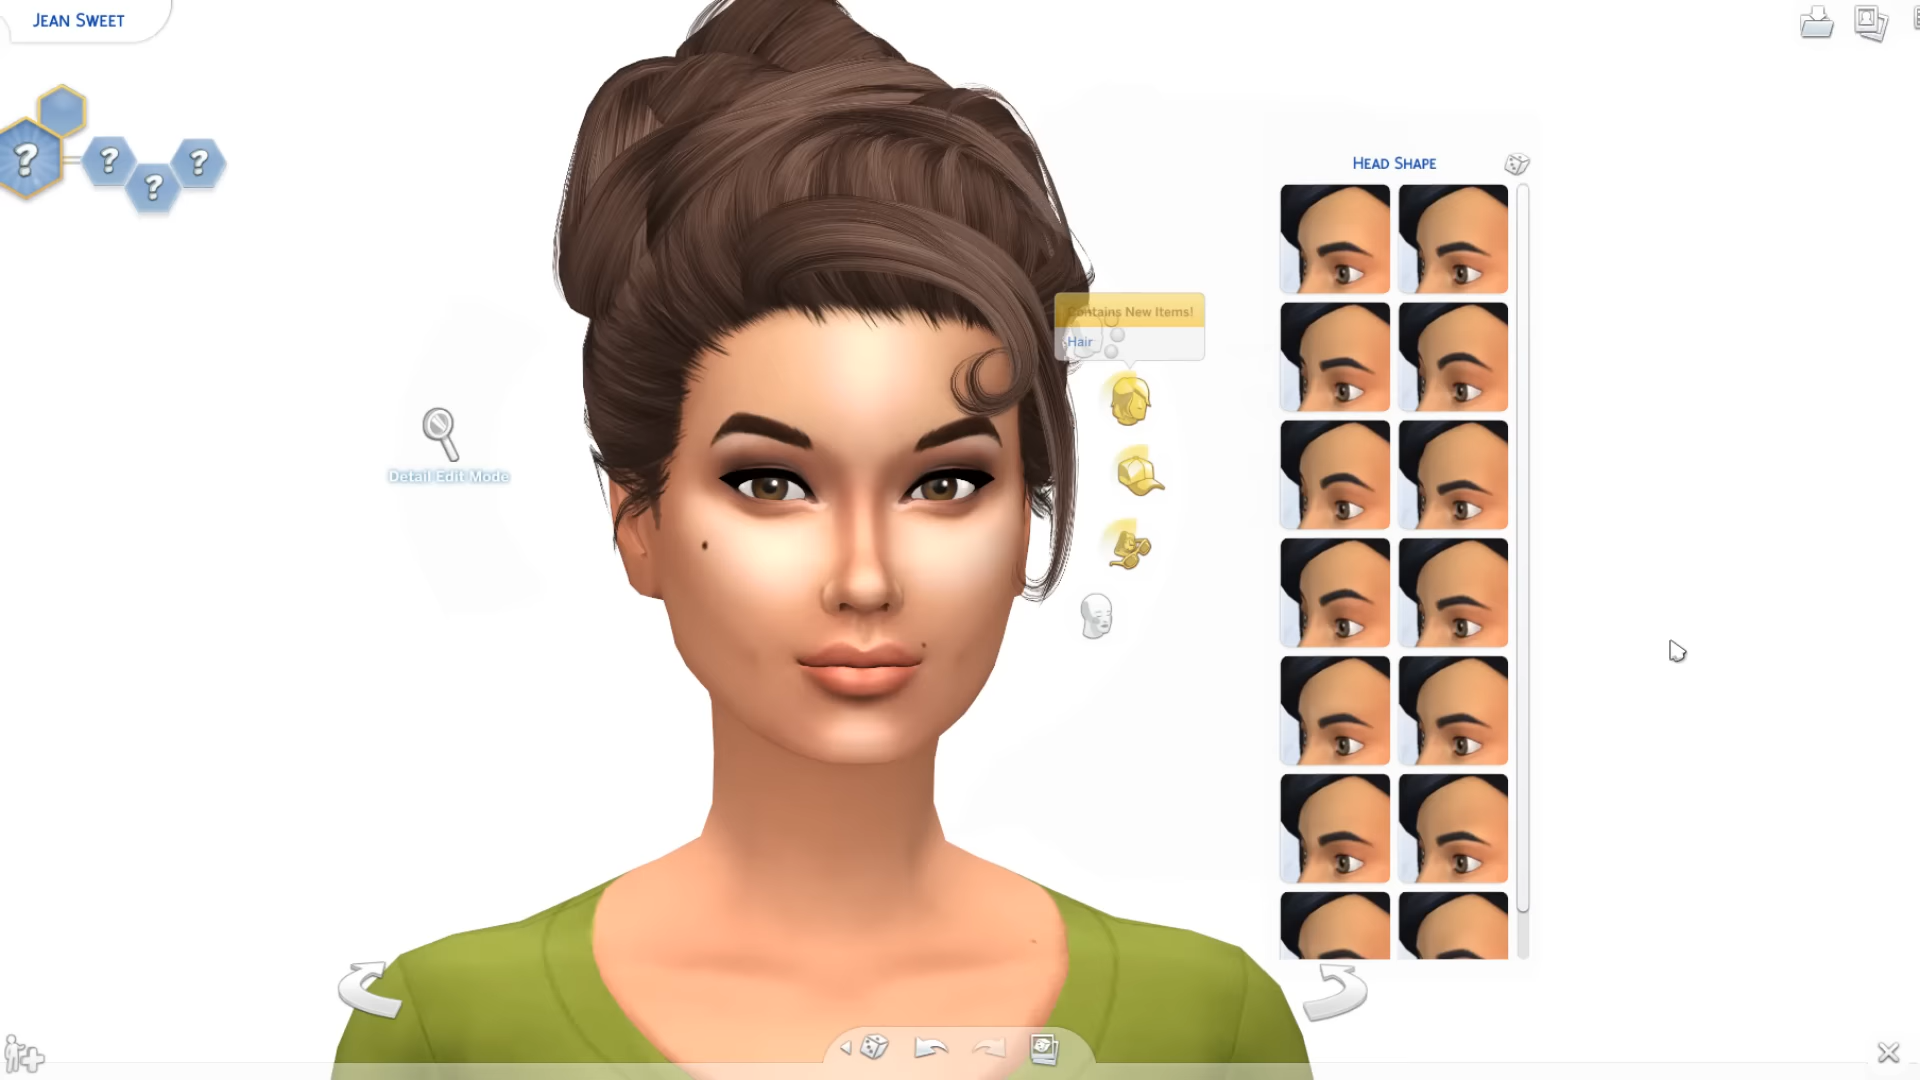 JEAN SWEET
HEAD SHAPE
Contains New Items!
Hair
Detail Edit Mode
?
?
?
?